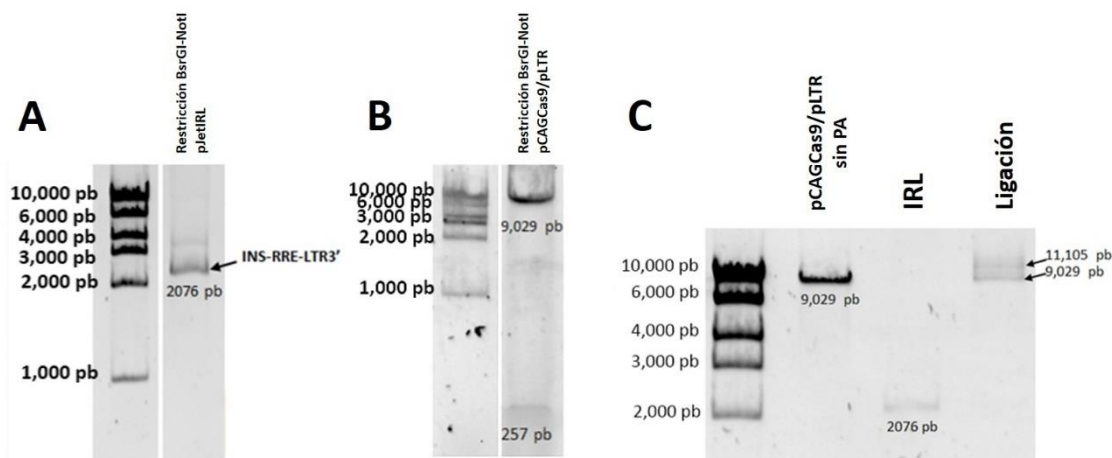 A
Restricción BsrGI-NotI
pJetIRL
10,000 pb
6,000 pb
4,000 pb
3,000 pb
2,000 pb
1,000 pb
INS-RRE-LTR3’
2076 pb
B
Restricción BsrGI-NotI
pCAGCas9/pLTR
10,000 pb
6,000 pb
3,000 pb
2,000 pb
1,000 pb
9,029 pb
257 pb
C
pCAGCas9/pLTR
sin PA
IRL
Ligación
10,000 pb
6,000 pb
4,000 pb
3,000 pb
2,000 pb
9,029 pb
2076 pb
11,105 pb
9,029 pb